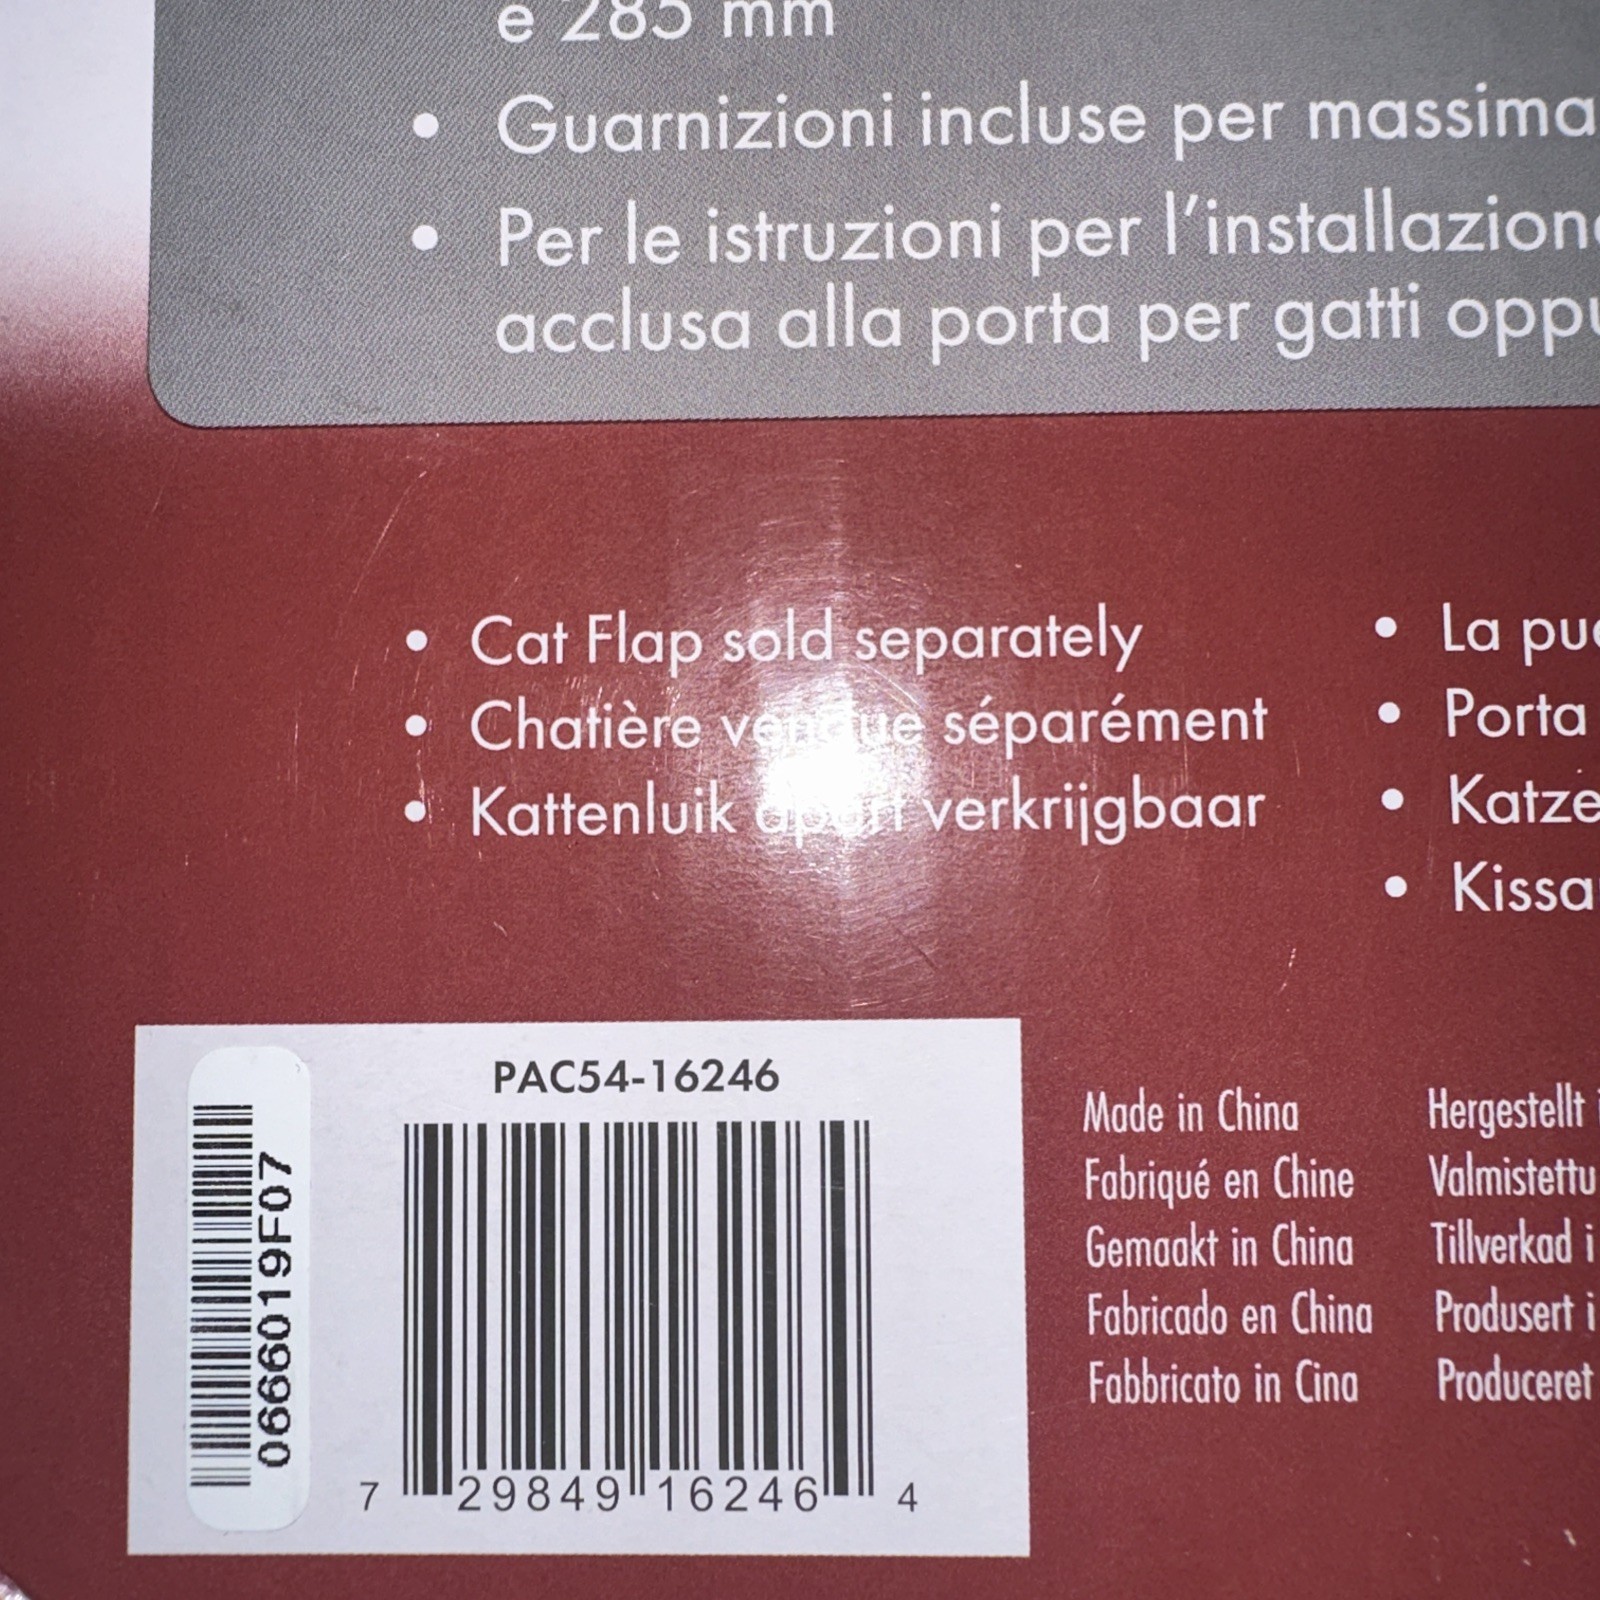 e 285 mm
• Guarnizioni incluse per massima
• Per le istruzioni per l'installazione
acclusa alla porta per gatti oppu
• Cat Flap sold separately
• Chatière vendue séparément
• Kattenluik apart verkrijgbaar
• La pue
• Porta
• Katze
• Kissa
PAC54-16246
0666019F07
7 29849 16246 4
Made in China
Fabriqué en Chine
Gemaakt in China
Fabricado en China
Fabbricato in Cina
Hergestellt i
Valmistettu
Tillverkad i
Produsert i
Produceret